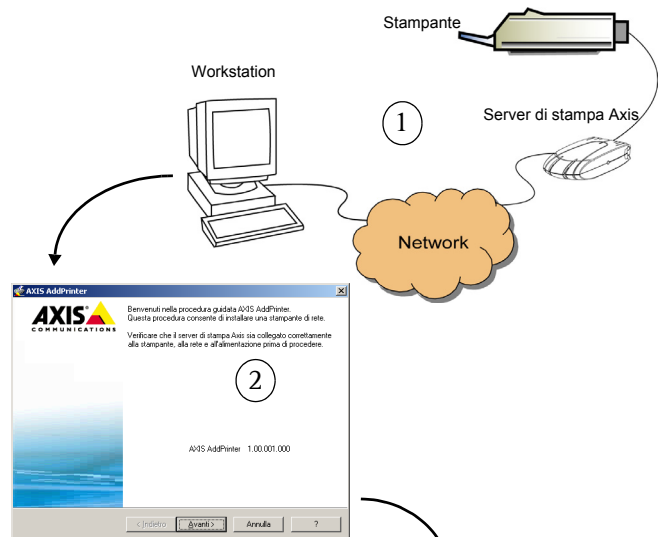 Stampante
Workstation
1
Server di stampa Axis
Network
AXIS AddPrinter
AXIS
COMMUNICATIONS
Benvenuti nella procedura guidata AXIS AddPrinter.
Questa procedura consente di installare una stampante di rete.
Verificare che il server di stampa Axis sia collegato correttamente
alla stampante, alla rete e all'alimentazione prima di procedere.
2
AXIS AddPrinter 1.00.001.000
< Indietro
Avanti >
Annulla
?